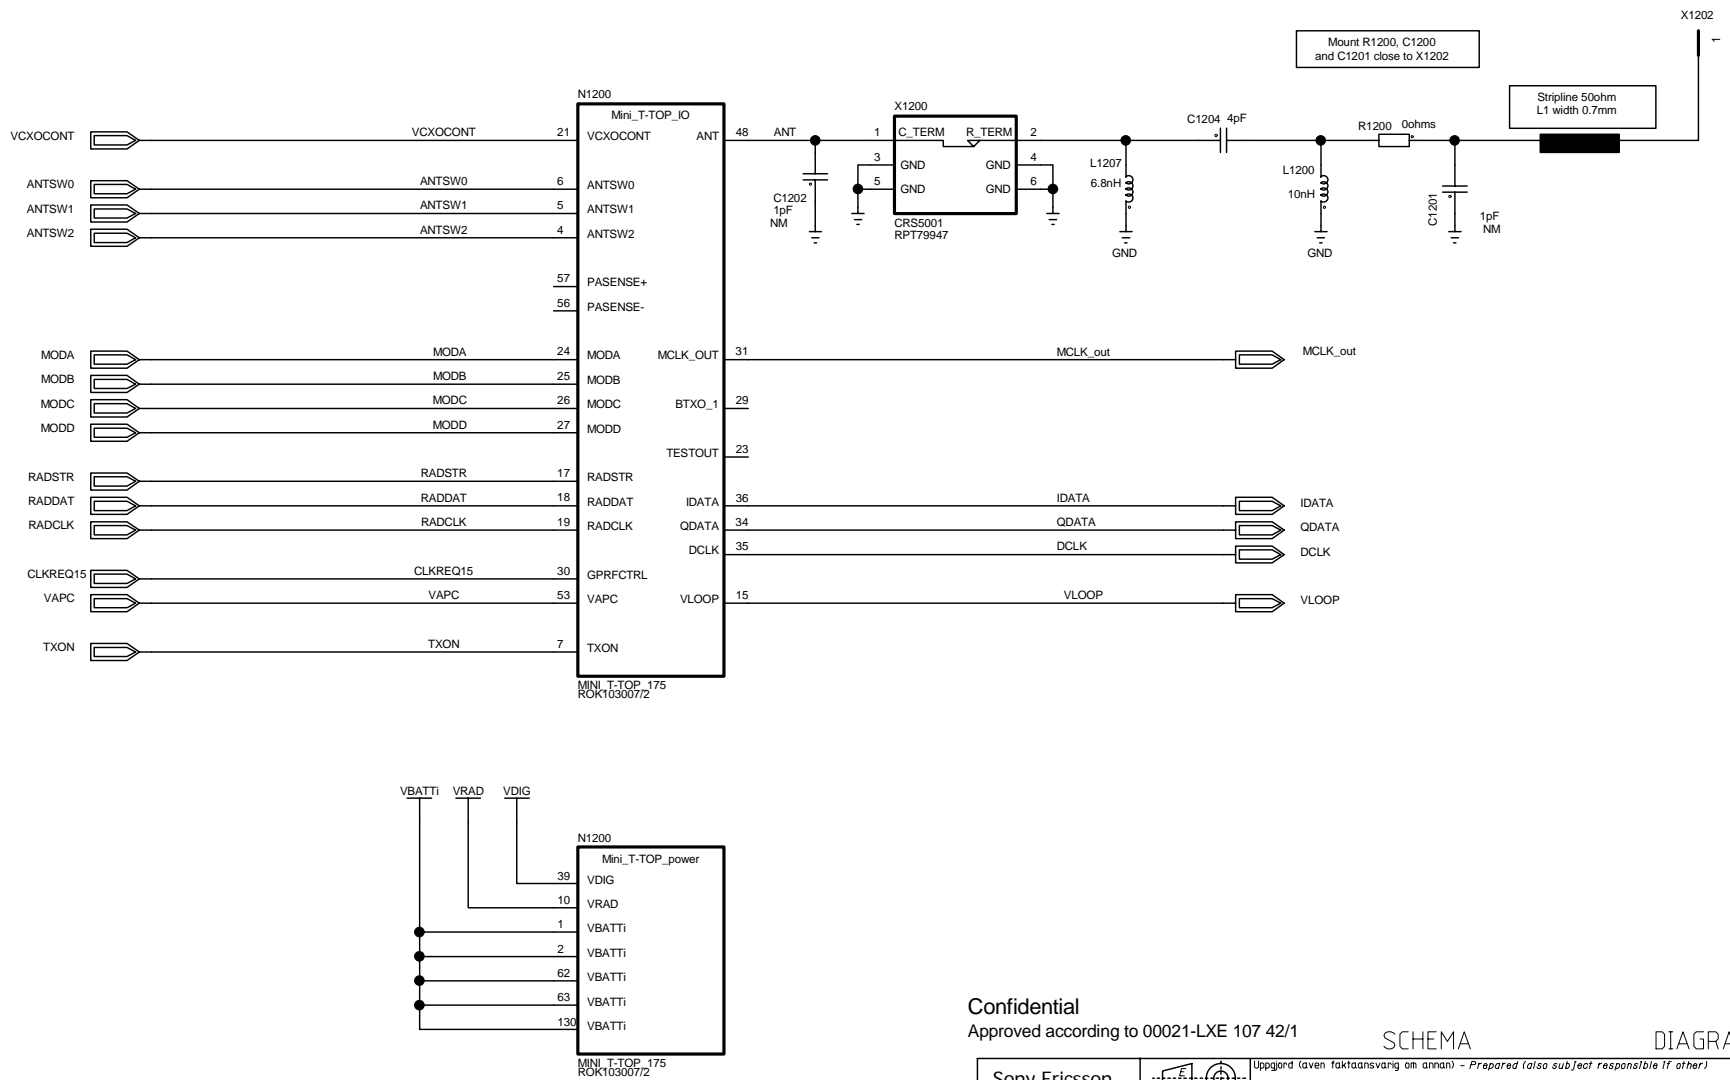 X1202
1
Mount R1200, C1200
and C1201 close to X1202
Stripline 50ohm
L1 width 0.7mm
N1200
Mini_T-TOP_IO
X1200
C_TERM R_TERM
1 2
3 GND GND 4
5 GND GND 6
CRS5001
RPT79947
C1204 4pF
R1200 0ohms
L1207
6.8nH
GND
L1200
10nH
GND
C1201
1pF
NM
C1202
1pF
NM
VCXOCONT VCXOCONT 21 VCXOCONT ANT 48 ANT
ANTSW0 ANTSW0 6 ANTSW0
ANTSW1 ANTSW1 5 ANTSW1
ANTSW2 ANTSW2 4 ANTSW2
57 PASENSE+
56 PASENSE-
MODA MODA 24 MODA MCLK_OUT 31 MCLK_out MCLK_out
MODB MODB 25 MODB
MODC MODC 26 MODC BTXO_1 29
MODD MODD 27 MODD
TESTOUT 23
RADSTR RADSTR 17 RADSTR
RADDAT RADDAT 18 RADDAT IDATA 36 IDATA IDATA
RADCLK RADCLK 19 RADCLK QDATA 34 QDATA QDATA
DCLK 35 DCLK DCLK
CLKREQ15 CLKREQ15 30 GPRFCTRL
VAPC VAPC 53 VAPC VLOOP 15 VLOOP VLOOP
TXON TXON 7 TXON
MINI_T-TOP_175
ROK103007/2
VBATTi VRAD VDIG
N1200
Mini_T-TOP_power
39 VDIG
10 VRAD
1 VBATTi
2 VBATTi
62 VBATTi
63 VBATTi
130 VBATTi
MINI_T-TOP_175
ROK103007/2
Confidential
Approved according to 00021-LXE 107 42/1
SCHEMA DIAGRA
Sony Ericsson
E
Uppgjord (aven faktaansvarig om annan) - Prepared (also subject responsible if other)